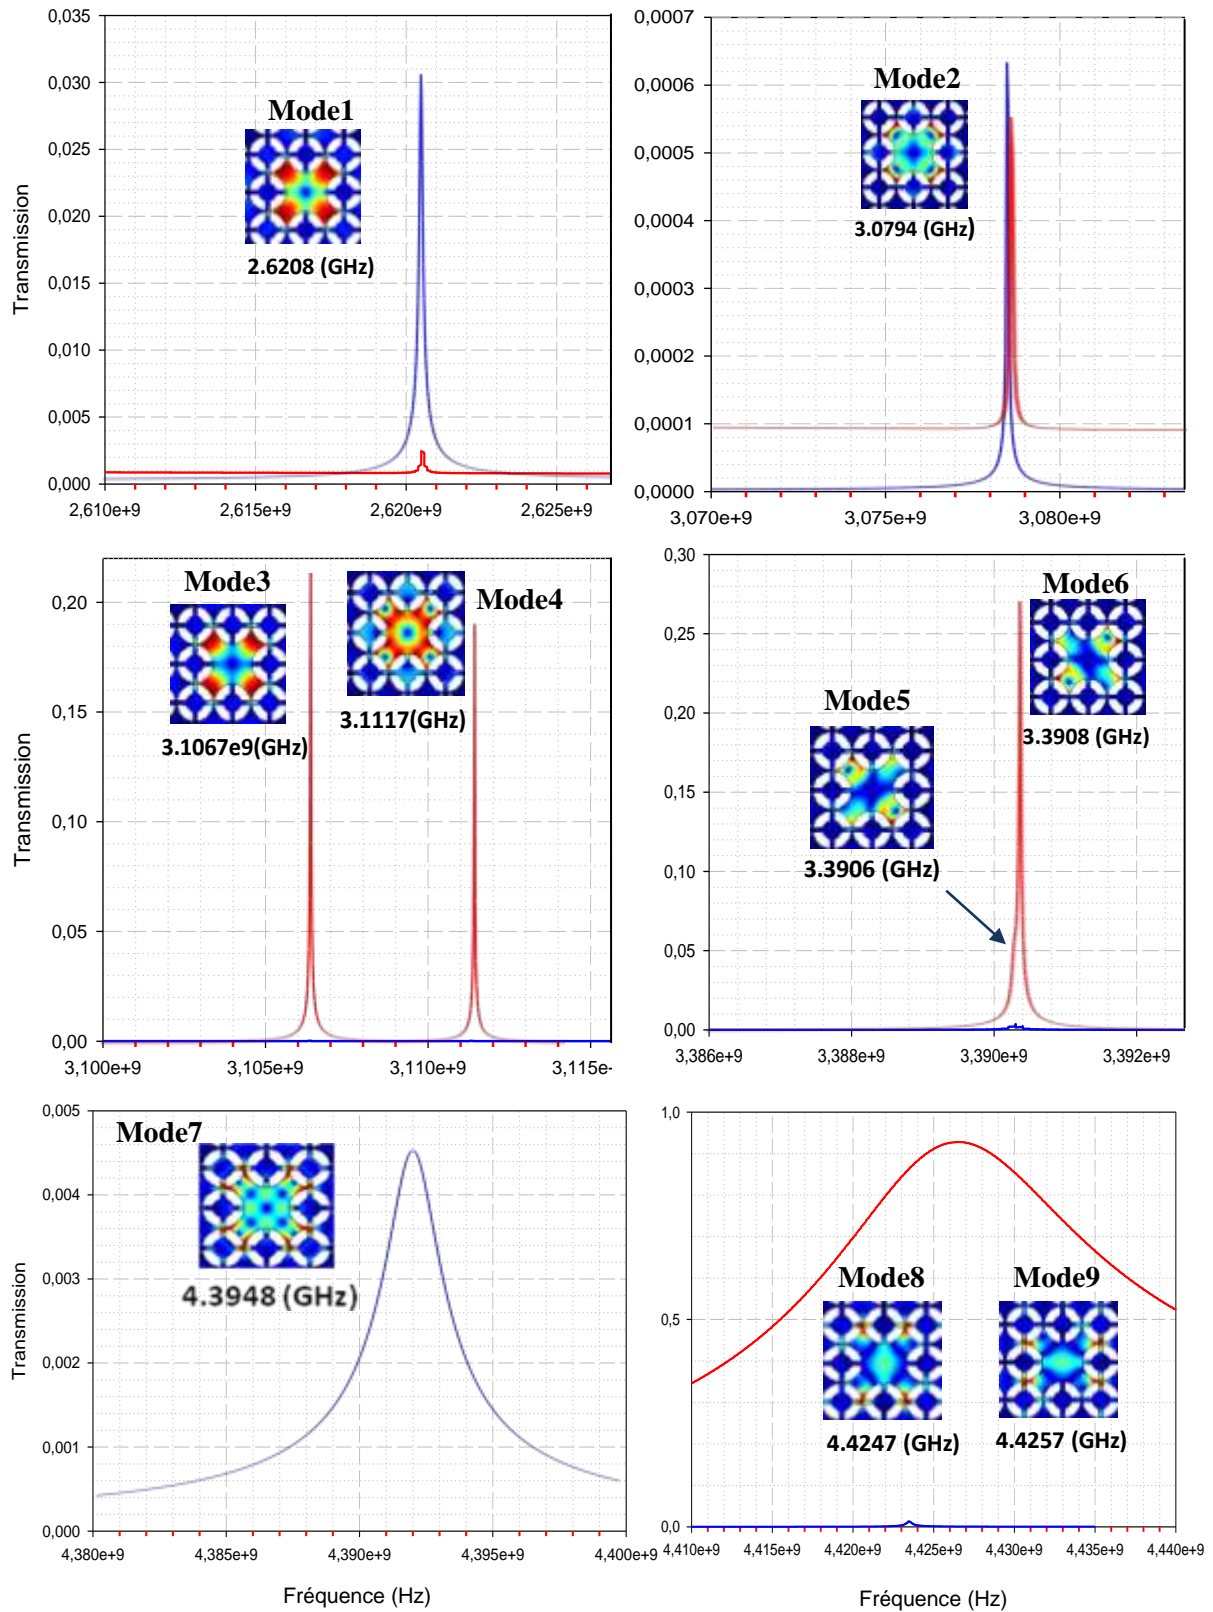 0,035
0,030
0,025
0,020
0,015
0,010
0,005
0,000
Transmission
Mode1
2.6208 (GHz)
2,610e+9 2,615e+9 2,620e+9 2,625e+9
0,0007
0,0006
0,0005
0,0004
0,0003
0,0002
0,0001
0,0000
Mode2
3.0794 (GHz)
3,070e+9 3,075e+9 3,080e+9
0,20
0,15
0,10
0,05
0,00
Transmission
Mode3
3.1067e9(GHz)
Mode4
3.1117(GHz)
3,100e+9 3,105e+9 3,110e+9 3,115e-
0,30
0,25
0,20
0,15
0,10
0,05
0,00
Mode5
3.3906 (GHz)
Mode6
3.3908 (GHz)
3,386e+9 3,388e+9 3,390e+9 3,392e+9
0,005
0,004
0,003
0,002
0,001
0,000
Transmission
Mode7
4.3948 (GHz)
4,380e+9 4,385e+9 4,390e+9 4,395e+9 4,400e+9
Fréquence (Hz)
1,0
0,5
0,0
Mode8
4.4247 (GHz)
Mode9
4.4257 (GHz)
4,410e+9 4,415e+9 4,420e+9 4,425e+9 4,430e+9 4,435e+9 4,440e+9
Fréquence (Hz)